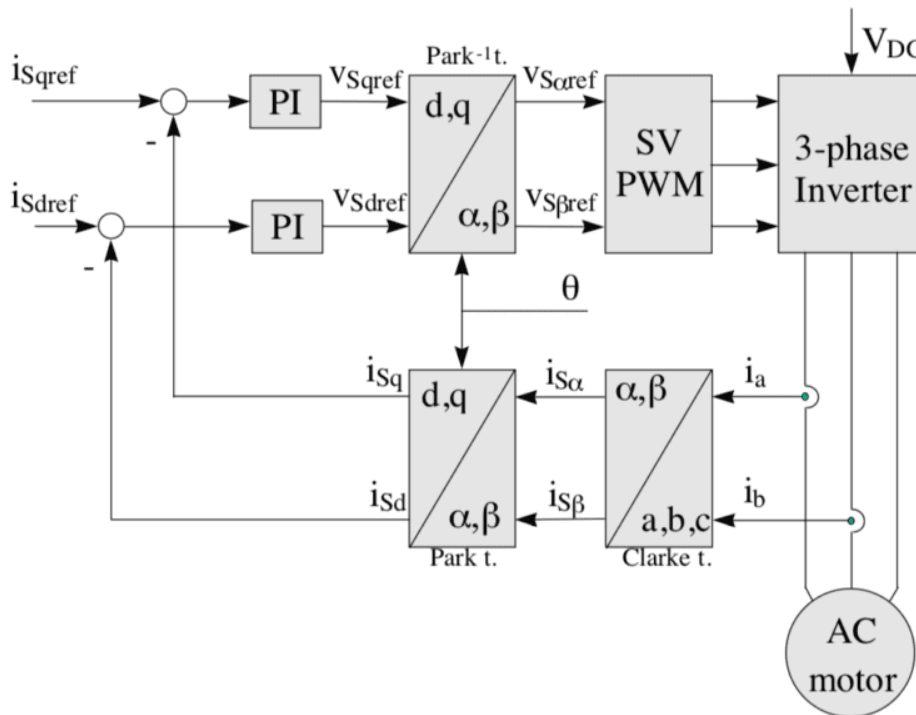 Park-1 t.
VDC
iSqref
PI
vSqref
d,q
α,β
vSαref
SV
PWM
3-phase
Inverter
-
iSdref
PI
vSdref
vSβref
-
θ
iSq
d,q
α,β
iSα
α,β
a,b,c
ia
iSd
iSβ
ib
Park t.
Clarke t.
AC
motor